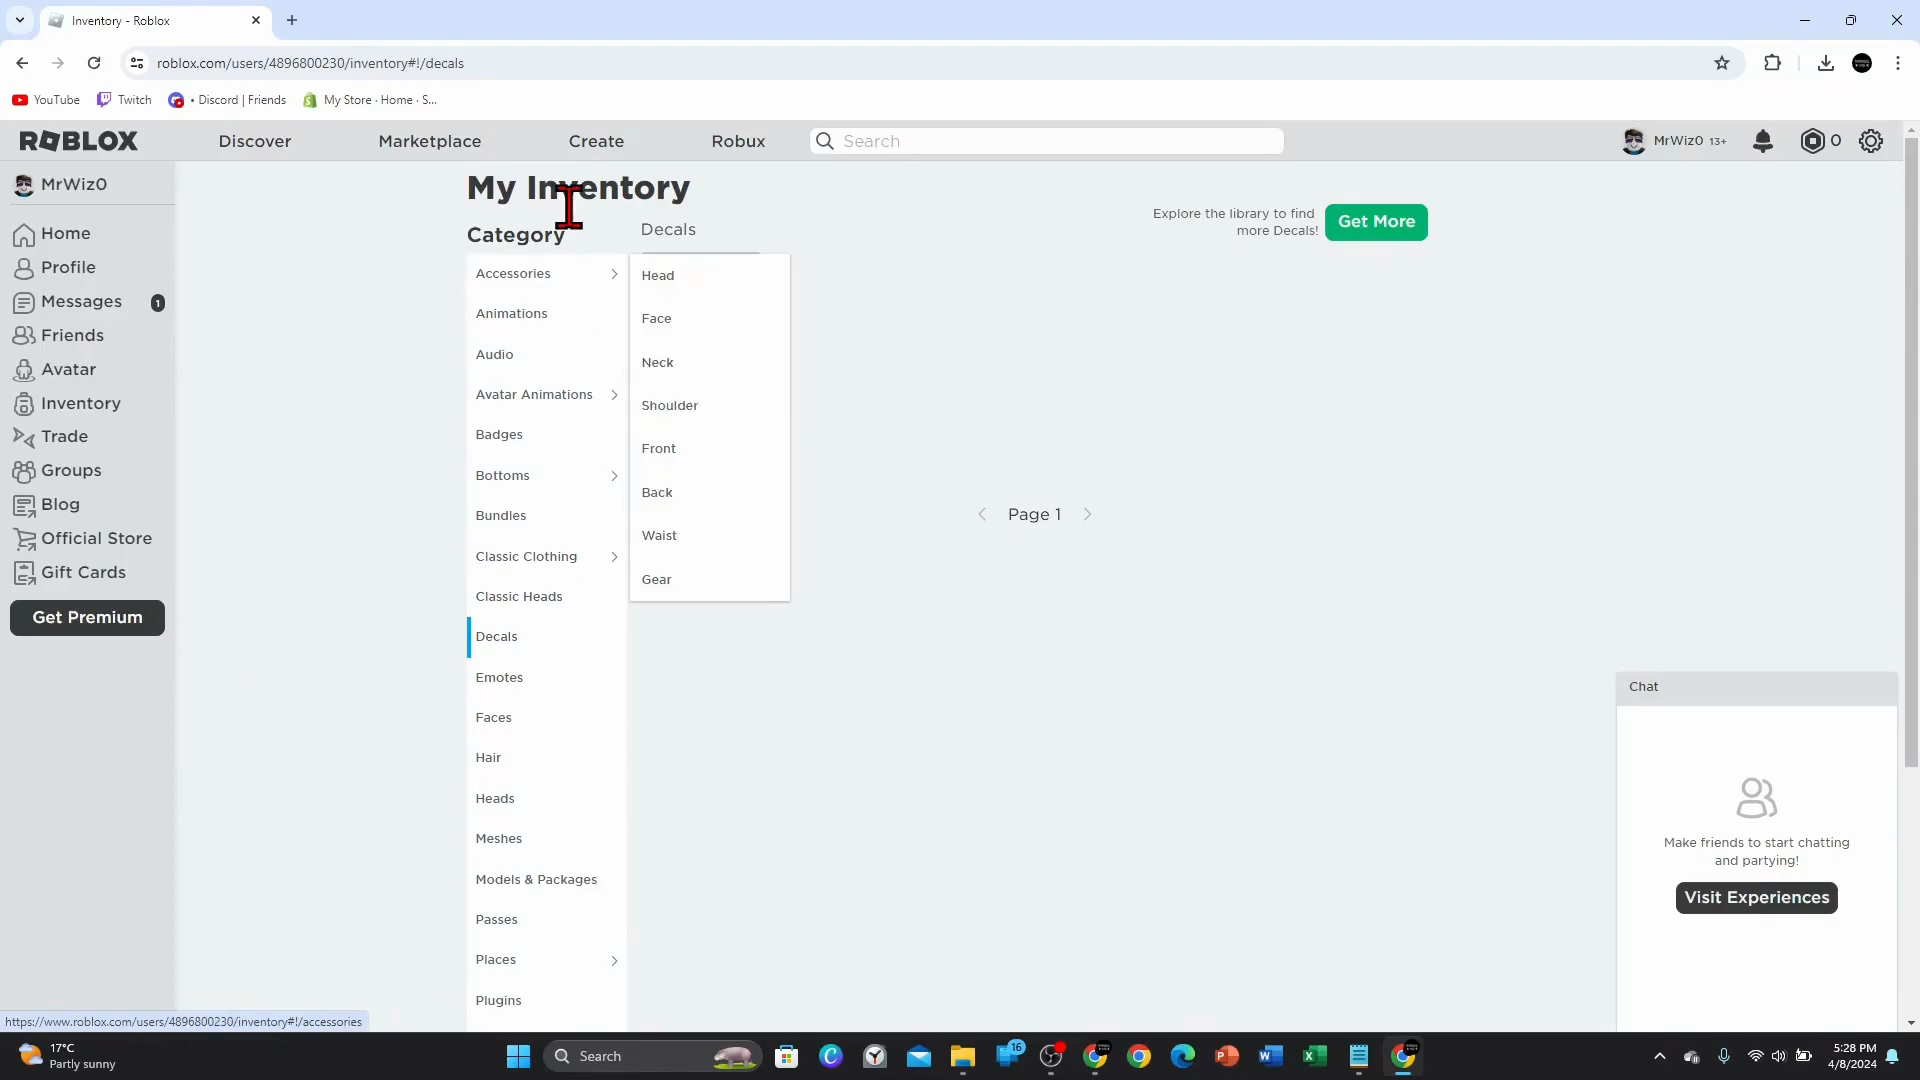 Inventory - Roblox
roblox.com/users/4896800230/inventory#!/decals
YouTube
Twitch
• Discord | Friends
My Store · Home · S...
ROBLOX
Discover
Marketplace
Create
Robux
Search
MrWiz0 13+
0
MrWiz0
Home
Profile
Messages
1
Friends
Avatar
Inventory
Trade
Groups
Blog
Official Store
Gift Cards
Get Premium
My Inventory
Category
Accessories
Animations
Audio
Avatar Animations
Badges
Bottoms
Bundles
Classic Clothing
Classic Heads
Decals
Emotes
Faces
Hair
Heads
Meshes
Models & Packages
Passes
Places
Plugins
Decals
Head
Face
Neck
Shoulder
Front
Back
Waist
Gear
Explore the library to find
more Decals!
Get More
Page 1
Chat
Make friends to start chatting
and partying!
Visit Experiences
https://www.roblox.com/users/4896800230/inventory#!/accessories
17°C
Partly sunny
Search
16
5:28 PM
4/8/2024